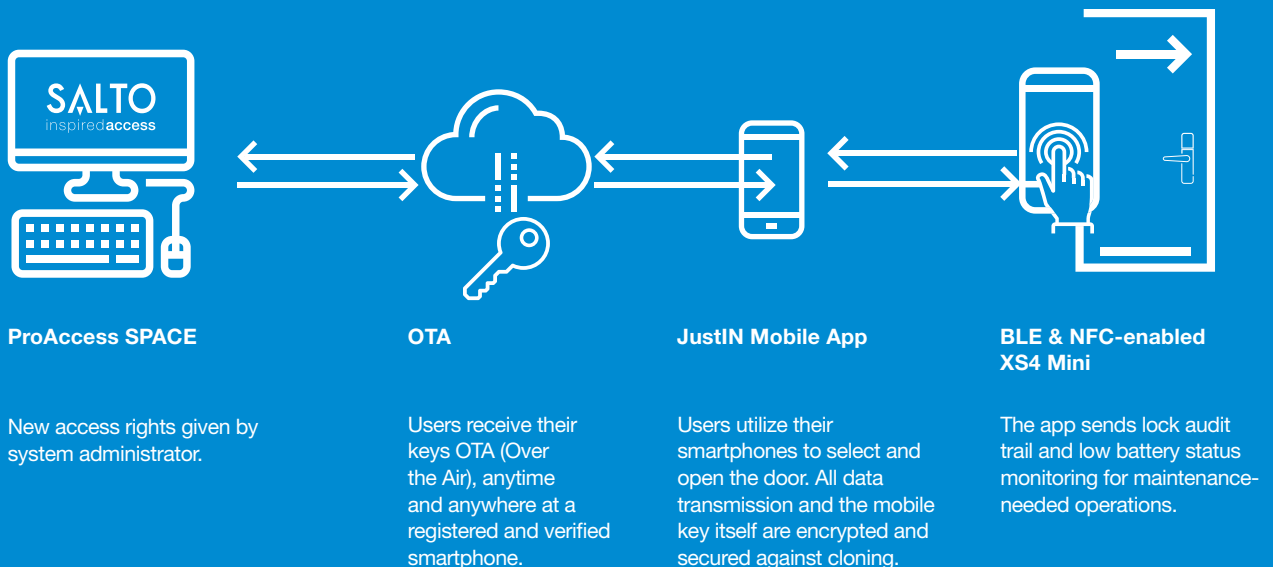 SALTO
inspiredaccess
ProAccess SPACE
New access rights given by
system administrator.
OTA
Users receive their
keys OTA (Over
the Air), anytime
and anywhere at a
registered and verified
smartphone.
JustIN Mobile App
Users utilize their
smartphones to select and
open the door. All data
transmission and the mobile
key itself are encrypted and
secured against cloning.
BLE & NFC-enabled
XS4 Mini
The app sends lock audit
trail and low battery status
monitoring for maintenance-
needed operations.